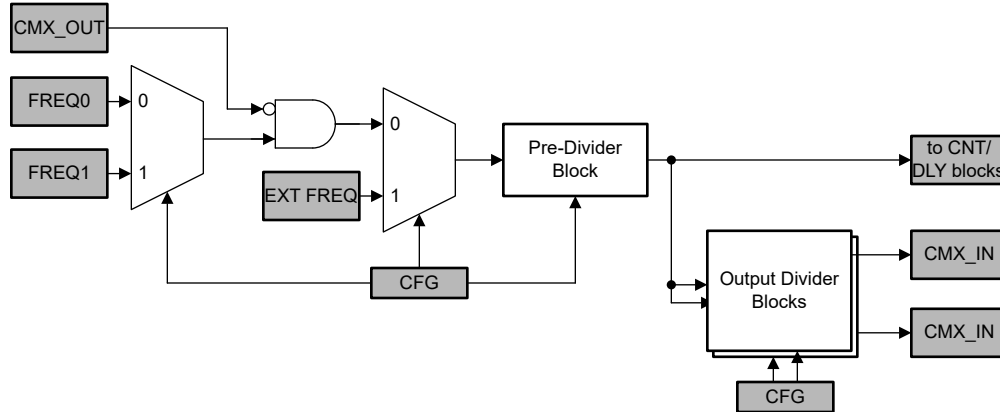 CMX_OUT
FREQ0
0
FREQ1
1
0
EXT FREQ
1
Pre-Divider
Block
to CNT/
DLY blocks
CFG
Output Divider
Blocks
CMX_IN
CMX_IN
CFG